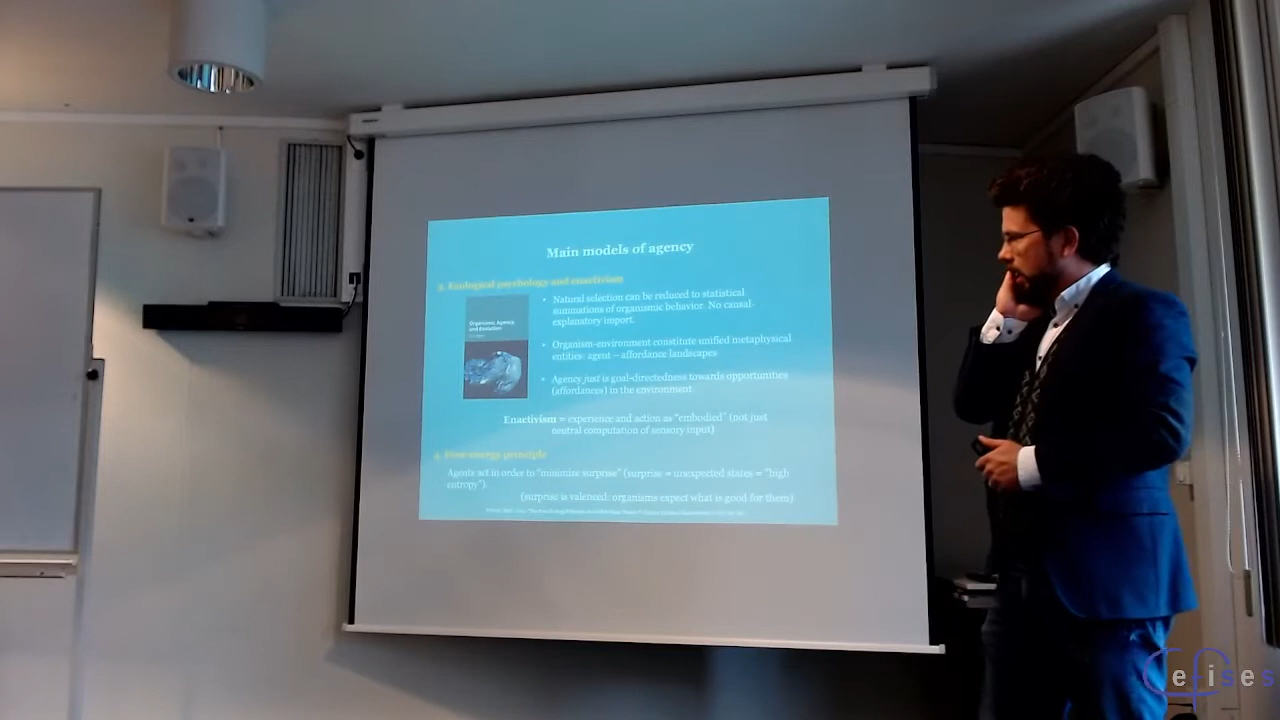 Main models of agency
3. Ecological psychology and enactivism
• Natural selection can be reduced to statistical
summations of organismic behavior. No causal-
explanatory import.
Organisms, Agency,
and Evolution
• Organism-environment constitute unified metaphysical
entities: agent – affordance landscapes
• Agency just is goal-directedness towards opportunities
(affordances) in the environment.
Enactivism = experience and action as "embodied" (not just
neutral computation of sensory input)
4. Free-energy principle
Agents act in order to "minimize surprise" (surprise = unexpected states = "high
entropy").
(surprise is valenced: organisms expect what is good for them)
Cefises